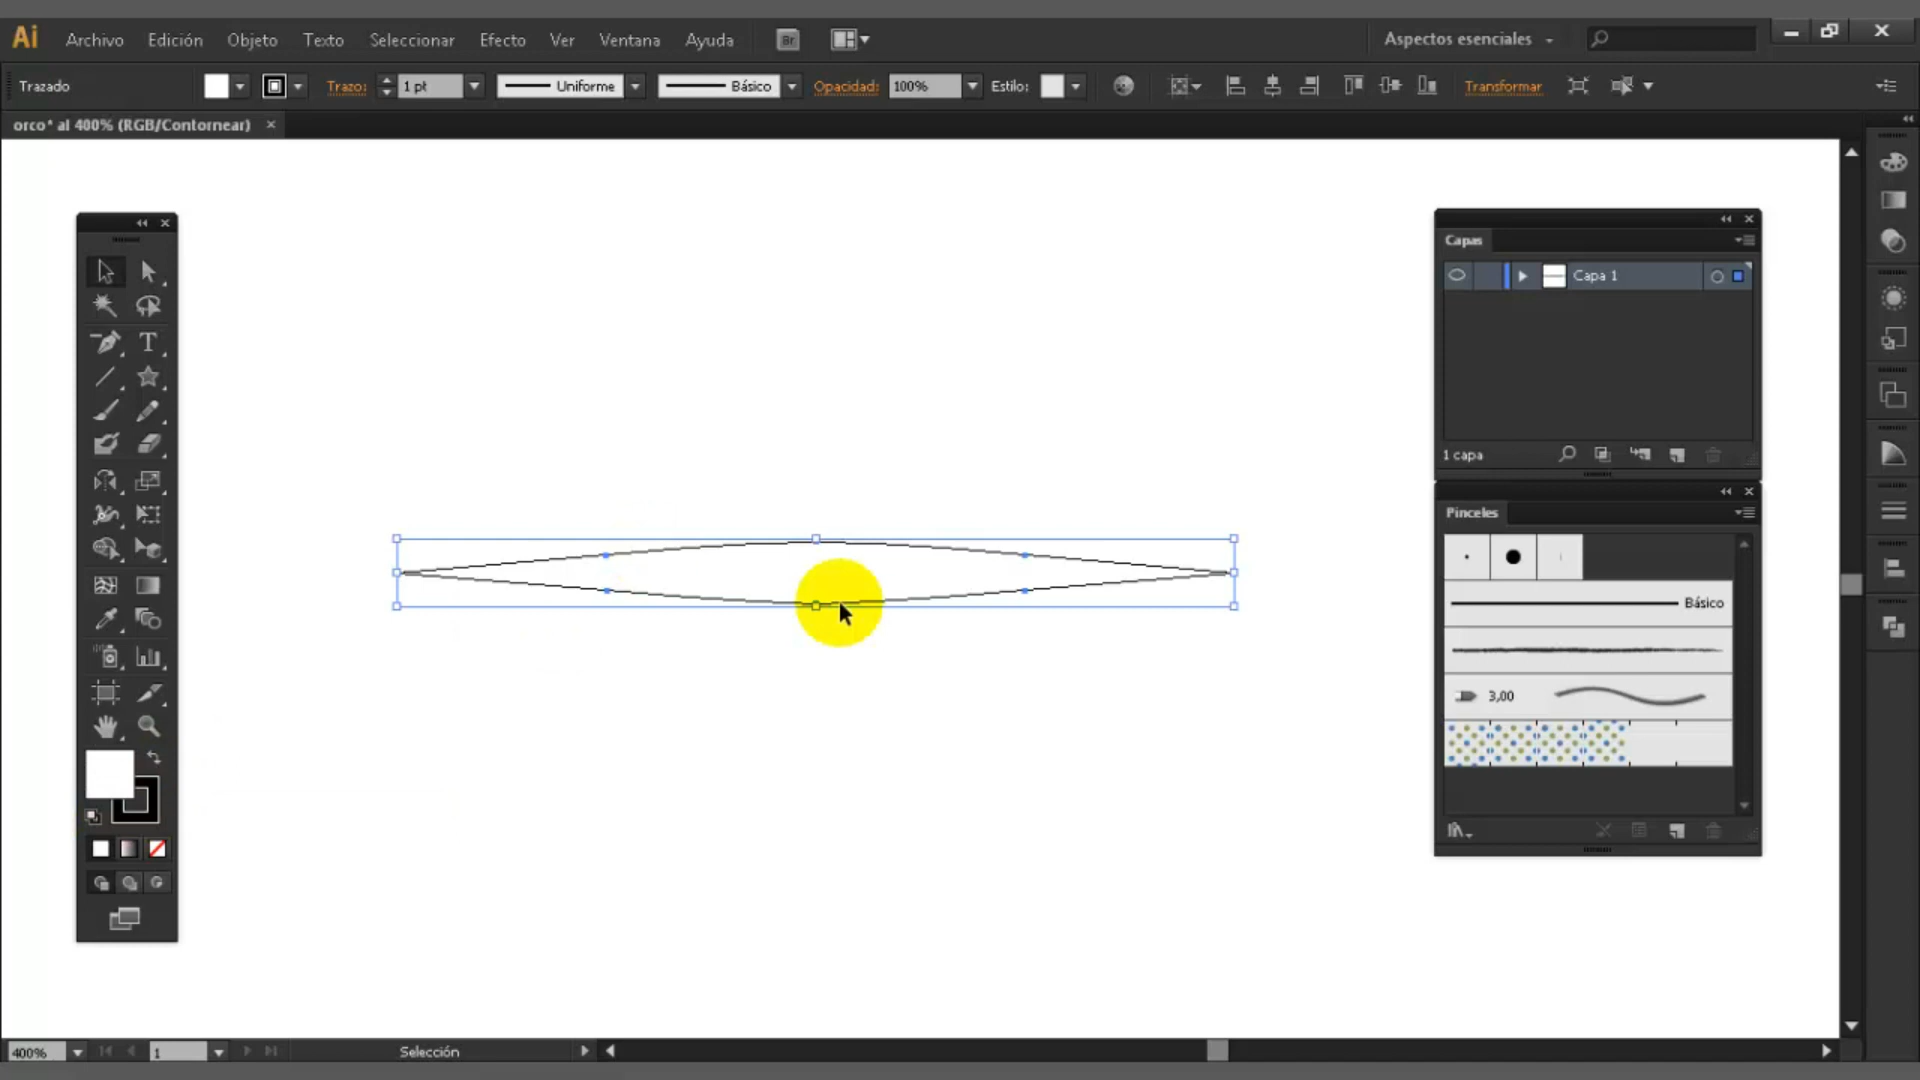 Ai Archivo Edición Objeto Texto Seleccionar Efecto Ver Ventana Ayuda Br Aspectos esenciales
Trazado Trazo: 1 pt Uniforme Básico Opacidad: 100% Estilo: Transformar
orco* al 400% (RGB/Contornear)
Capas
Capa 1
1 capa
Pinceles
Básico
3,00
400% 1 Selección